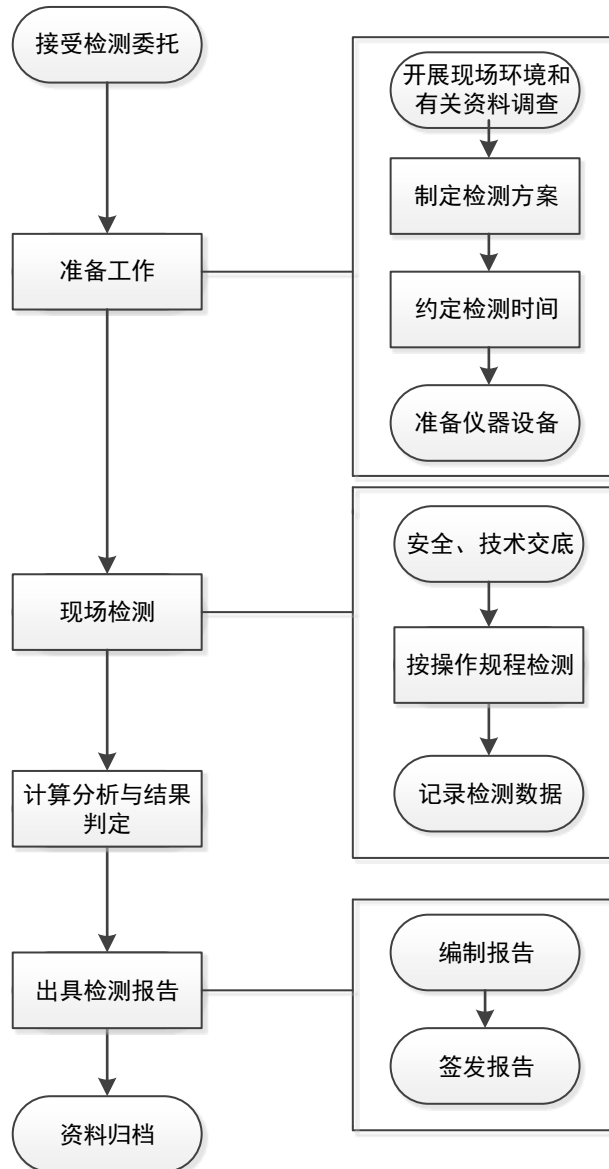 接受检测委托
准备工作
开展现场环境和
有关资料调查
制定检测方案
约定检测时间
准备仪器设备
现场检测
安全、技术交底
按操作规程检测
记录检测数据
计算分析与结果
判定
出具检测报告
编制报告
签发报告
资料归档